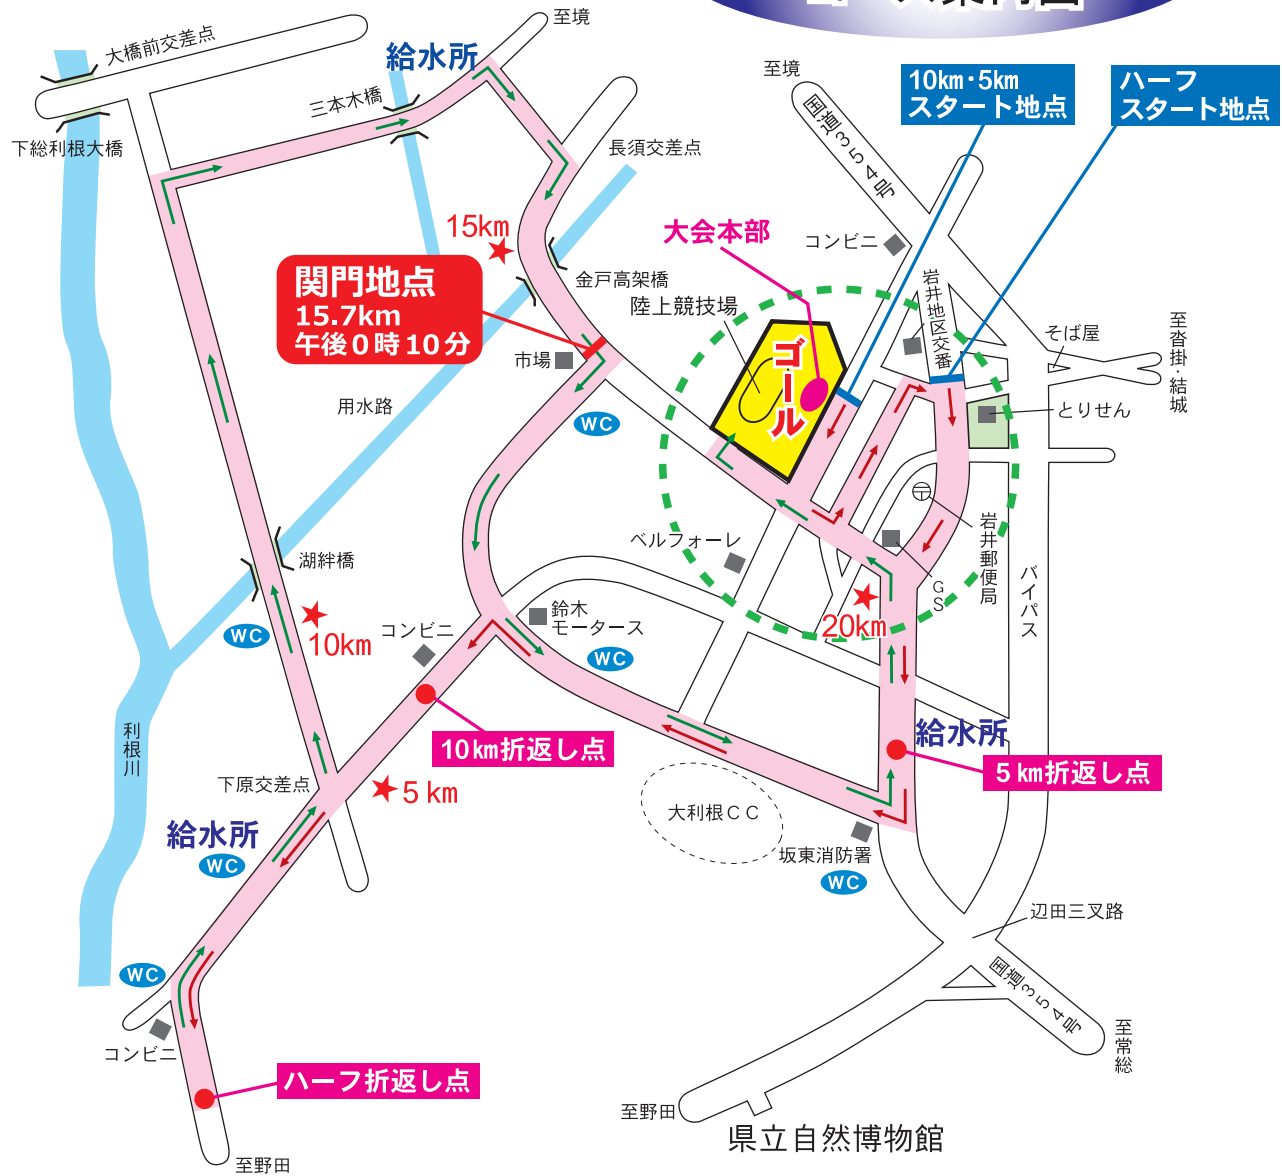 コース案内図
至境
大橋前交差点
給水所
至境
10km・5km
スタート地点
ハーフ
スタート地点
三本木橋
国道354号
下総利根大橋
長須交差点
15km
大会本部
コンビニ
関門地点
15.7km
午後0時10分
金戸高架橋
陸上競技場
岩井地区交番
そば屋
至沓掛・結城
市場
ゴール
用水路
WC
とりせん
湖絆橋
ベルフォーレ
岩井郵便局
バイパス
GS
鈴木
モータース
10km
WC
コンビニ
20km
WC
利根川
10km折返し点
給水所
5km折返し点
下原交差点
5km
大利根CC
給水所
WC
坂東消防署
WC
辺田三叉路
WC
国道354号
コンビニ
至常総
ハーフ折返し点
至野田
県立自然博物館
至野田